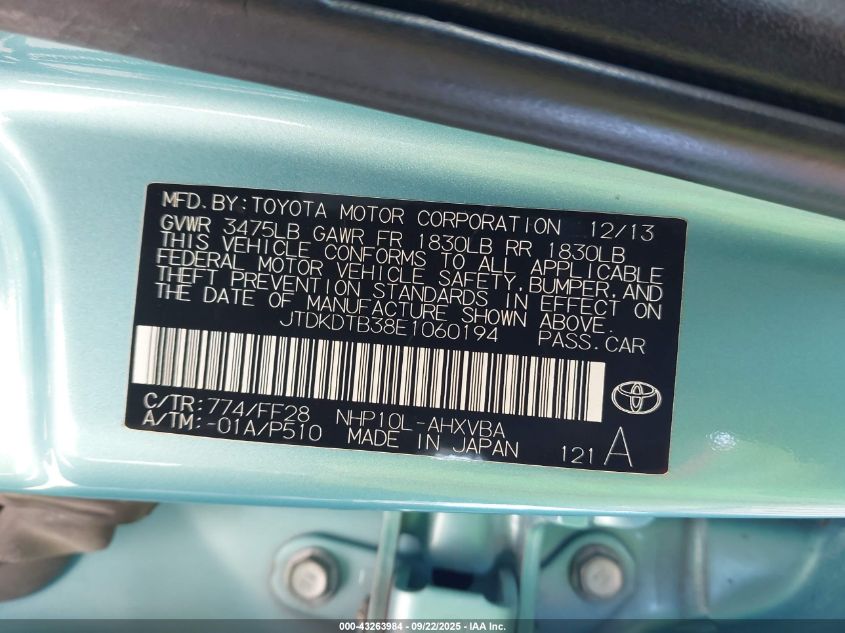 MFD.BY:TOYOTA MOTOR CORPORATION 12/13
GVWR 3475LB GAWR FR 1830LB RR 1830LB
THIS VEHICLE CONFORMS TO ALL APPLICABLE
FEDERAL MOTOR VEHICLE SAFETY,BUMPER,AND
THEFT PREVENTION STANDARDS IN EFFECT ON
THE DATE OF MANUFACTURE SHOWN ABOVE.
JTDKDTB38E1060194 PASS.CAR
C/TR:774/FF28 NHP10L-AHXVBA
A/TM:-01A/P510 MADE IN JAPAN 121 A
000-43263984 - 09/22/2025 - IAA Inc.